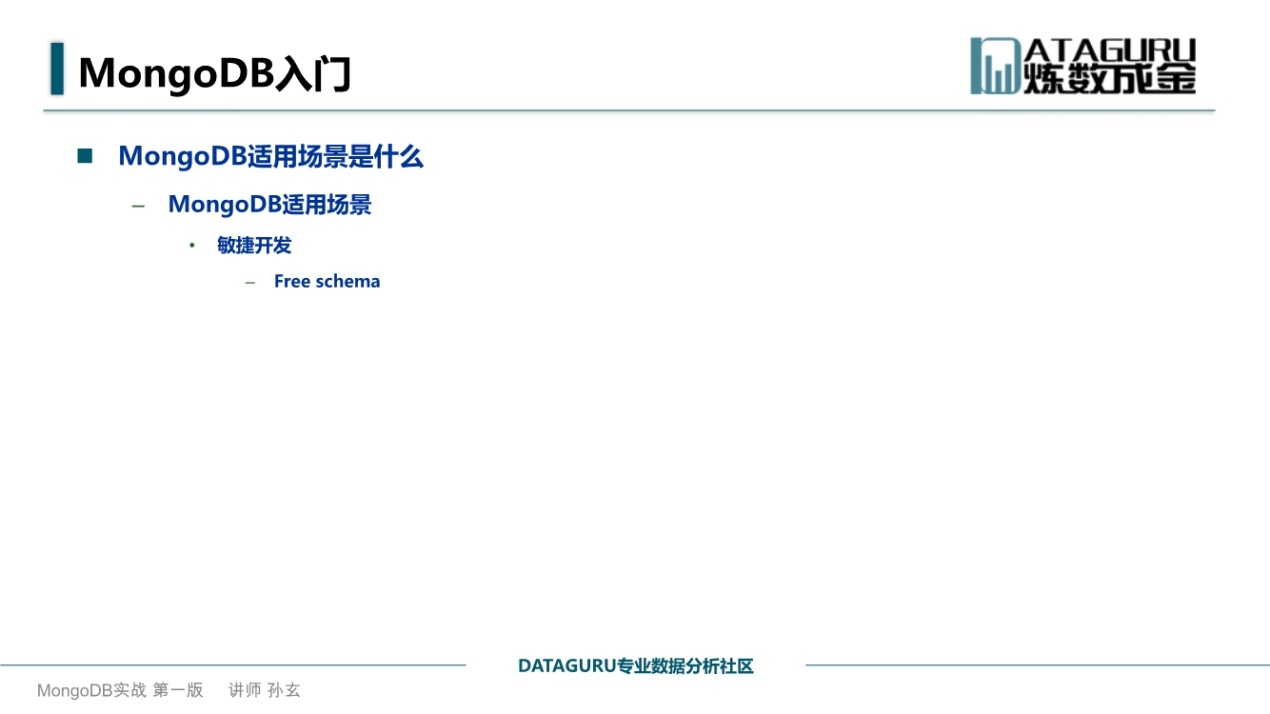 MongoDB入门
DATAGURU
炼数成金
■ MongoDB适用场景是什么
– MongoDB适用场景
• 敏捷开发
– Free schema
DATAGURU专业数据分析社区
MongoDB实战 第一版 讲师 孙玄